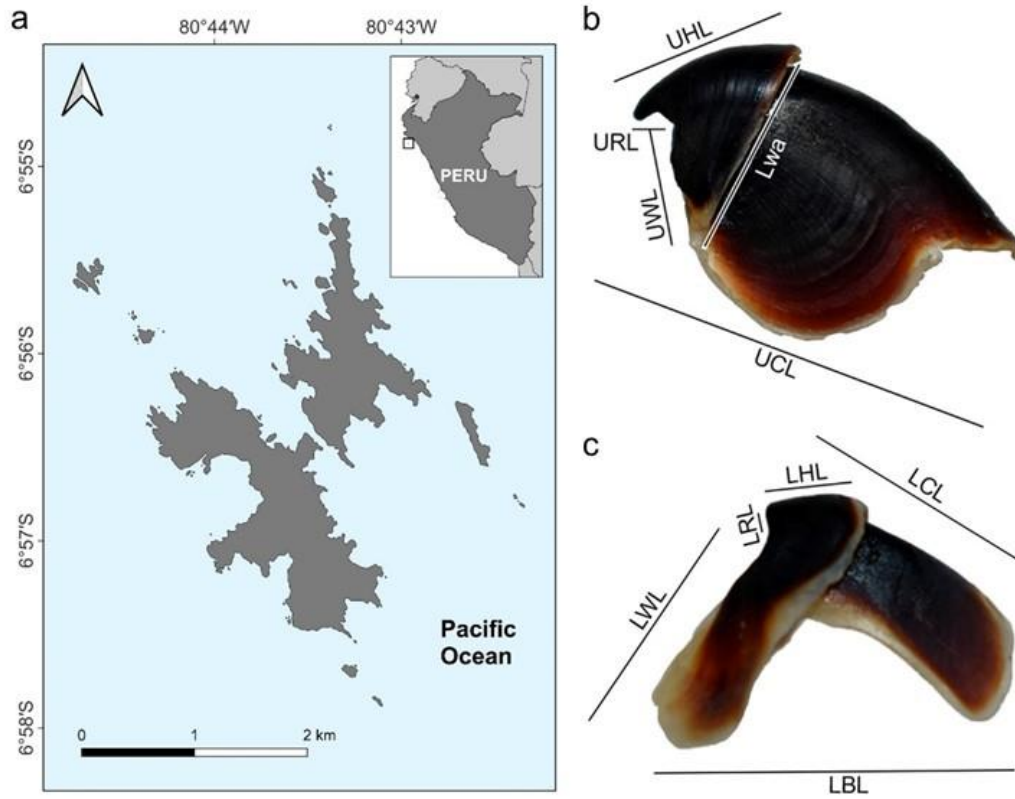 a
80°44'W
80°43'W
6°55'S
6°56'S
6°57'S
6°58'S
PERU
Pacific
Ocean
0
1
2 km
b
UHL
URL
UWL
Lwa
UCL
c
LHL
LCL
LRL
LWL
LBL